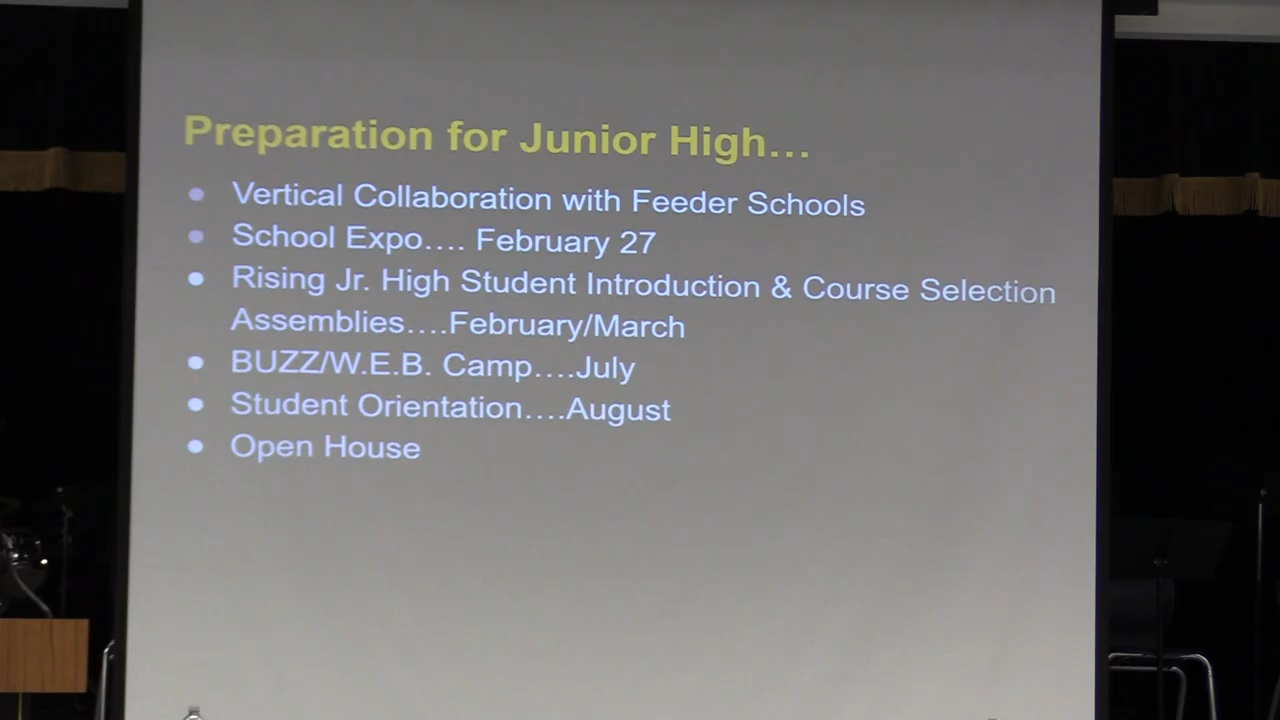 Preparation for Junior High...
● Vertical Collaboration with Feeder Schools
● School Expo.... February 27
● Rising Jr. High Student Introduction & Course Selection
Assemblies....February/March
● BUZZ/W.E.B. Camp....July
● Student Orientation....August
● Open House